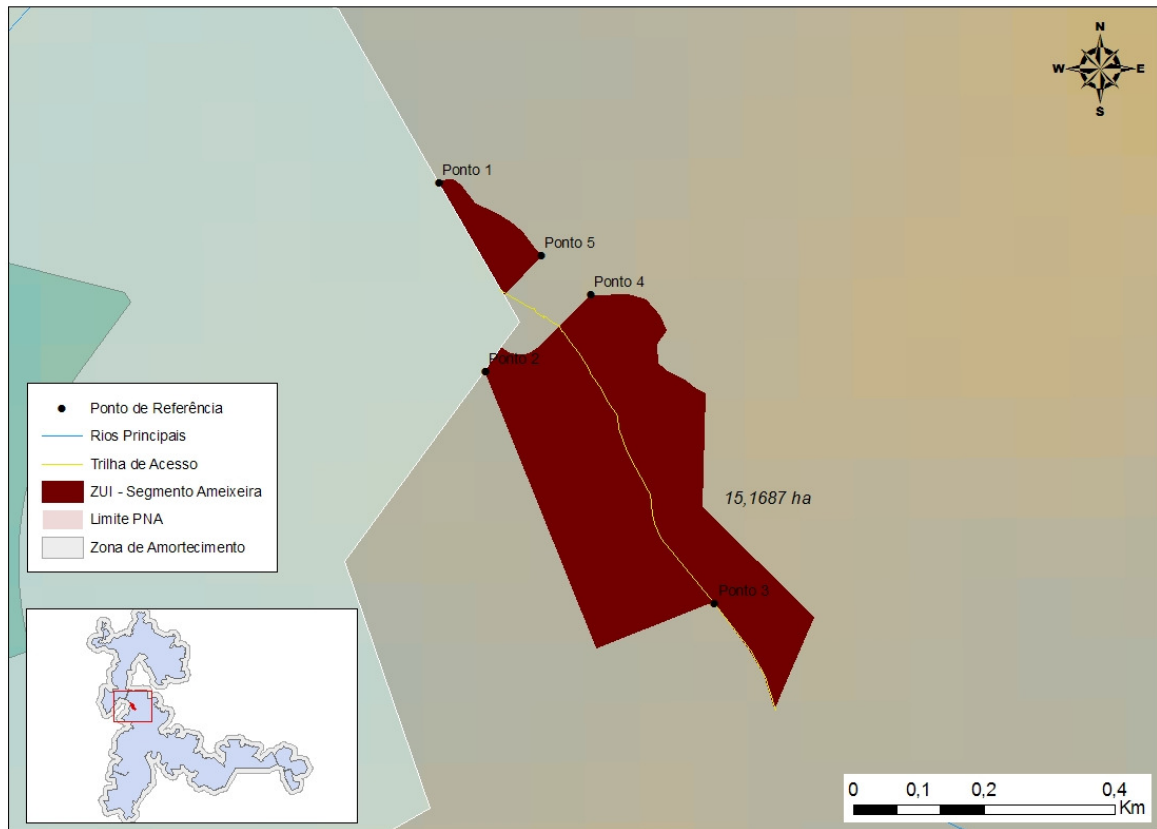 N
W E
S
Ponto 1
Ponto 5
Ponto 4
Ponto 2
Ponto de Referência
Rios Principais
Trilha de Acesso
ZUI - Segmento Ameixeira
Limite PNA
Zona de Amortecimento
15,1687 ha
Ponto 3
0 0,1 0,2 0,4
Km